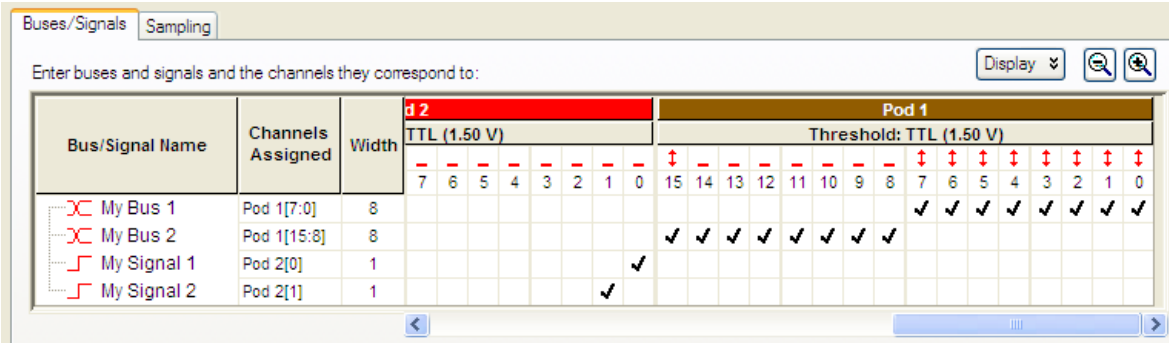 Buses/Signals Sampling
Enter buses and signals and the channels they correspond to:
Display
Bus/Signal Name Channels Assigned Width d 2 Pod 1
TTL (1.50 V) Threshold: TTL (1.50 V)
7 6 5 4 3 2 1 0 15 14 13 12 11 10 9 8 7 6 5 4 3 2 1 0
My Bus 1 Pod 1[7:0] 8
My Bus 2 Pod 1[15:8] 8
My Signal 1 Pod 2[0] 1
My Signal 2 Pod 2[1] 1